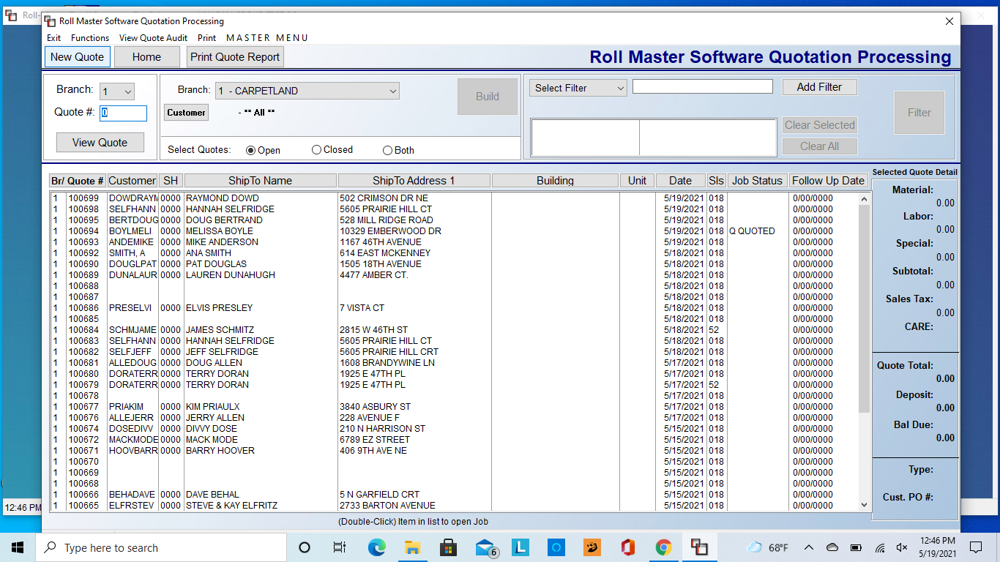 Roll-
Roll Master Software Quotation Processing
Exit Functions View Quote Audit Print M A S T E R M E N U
New Quote Home Print Quote Report Roll Master Software Quotation Processing
Branch: 1 Branch: 1 - CARPETLAND Build Select Filter Add Filter Filter
Quote #: 0 Customer - ** All **
Clear Selected
View Quote Select Quotes: Open Closed Both Clear All
Br/ Quote # Customer SH ShipTo Name ShipTo Address 1 Building Unit Date Sls Job Status Follow Up Date
1 100699 DOWDRAYM 0000 RAYMOND DOWD 502 CRIMSON DR NE 5/19/2021 018 0/00/0000
1 100698 SELFHANN 0000 HANNAH SELFRIDGE 5605 PRAIRIE HILL CT 5/19/2021 018 0/00/0000
1 100695 BERTDOUG 0000 DOUG BERTRAND 528 MILL RIDGE ROAD 5/19/2021 018 0/00/0000
1 100694 BOYLMELI 0000 MELISSA BOYLE 10329 EMBERWOOD DR 5/19/2021 018 Q QUOTED 0/00/0000
1 100693 ANDEMIKE 0000 MIKE ANDERSON 1167 46TH AVENUE 5/19/2021 018 0/00/0000
1 100692 SMITH, A 0000 ANA SMITH 614 EAST MCKENNEY 5/18/2021 018 0/00/0000
1 100690 DOUGLPAT 0000 PAT DOUGLAS 1505 18TH AVENUE 5/18/2021 018 0/00/0000
1 100689 DUNALAUR 0000 LAUREN DUNAHUGH 4477 AMBER CT. 5/18/2021 018 0/00/0000
1 100688 5/18/2021 018 0/00/0000
1 100687 5/18/2021 018 0/00/0000
1 100686 PRESELVI 0000 ELVIS PRESLEY 7 VISTA CT 5/18/2021 018 0/00/0000
1 100685 5/18/2021 018 0/00/0000
1 100684 SCHMJAME 0000 JAMES SCHMITZ 2815 W 46TH ST 5/18/2021 52 0/00/0000
1 100683 SELFHANN 0000 HANNAH SELFRIDGE 5605 PRAIRIE HILL CT 5/18/2021 018 0/00/0000
1 100682 SELFJEFF 0000 JEFF SELFRIDGE 5605 PRAIRIE HILL CRT 5/18/2021 018 0/00/0000
1 100681 ALLEDOUG 0000 DOUG ALLEN 1608 BRANDYWINE LN 5/17/2021 018 0/00/0000
1 100680 DORATERR 0000 TERRY DORAN 1925 E 47TH PL 5/17/2021 018 0/00/0000
1 100679 DORATERR 0000 TERRY DORAN 1925 E 47TH PL 5/17/2021 52 0/00/0000
1 100678 5/17/2021 018 0/00/0000
1 100677 PRIAKIM 0000 KIM PRIAULX 3840 ASBURY ST 5/17/2021 018 0/00/0000
1 100676 ALLEJERR 0000 JERRY ALLEN 228 AVENUE F 5/17/2021 018 0/00/0000
1 100674 DOSEDIVV 0000 DIVVY DOSE 210 N HARRISON ST 5/15/2021 018 0/00/0000
1 100672 MACKMODE 0000 MACK MODE 6789 EZ STREET 5/15/2021 018 0/00/0000
1 100671 HOOVBARR 0000 BARRY HOOVER 406 9TH AVE NE 5/15/2021 018 0/00/0000
1 100670 5/15/2021 018 0/00/0000
1 100669 5/15/2021 018 0/00/0000
1 100668 5/15/2021 018 0/00/0000
1 100666 BEHADAVE 0000 DAVE BEHAL 5 N GARFIELD CRT 5/15/2021 018 0/00/0000
1 100665 ELFRSTEV 0000 STEVE & KAY ELFRITZ 2733 BARTON AVENUE 5/15/2021 018 0/00/0000
Selected Quote Detail
Material:
0.00
Labor:
0.00
Special:
0.00
Subtotal:
0.00
Sales Tax:
0.00
CARE:
Quote Total:
0.00
Deposit:
0.00
Bal Due:
0.00
Type:
Cust. PO #:
12:46 PM
(Double-Click) Item in list to open Job
Type here to search 6 L 68°F 12:46 PM
5/19/2021